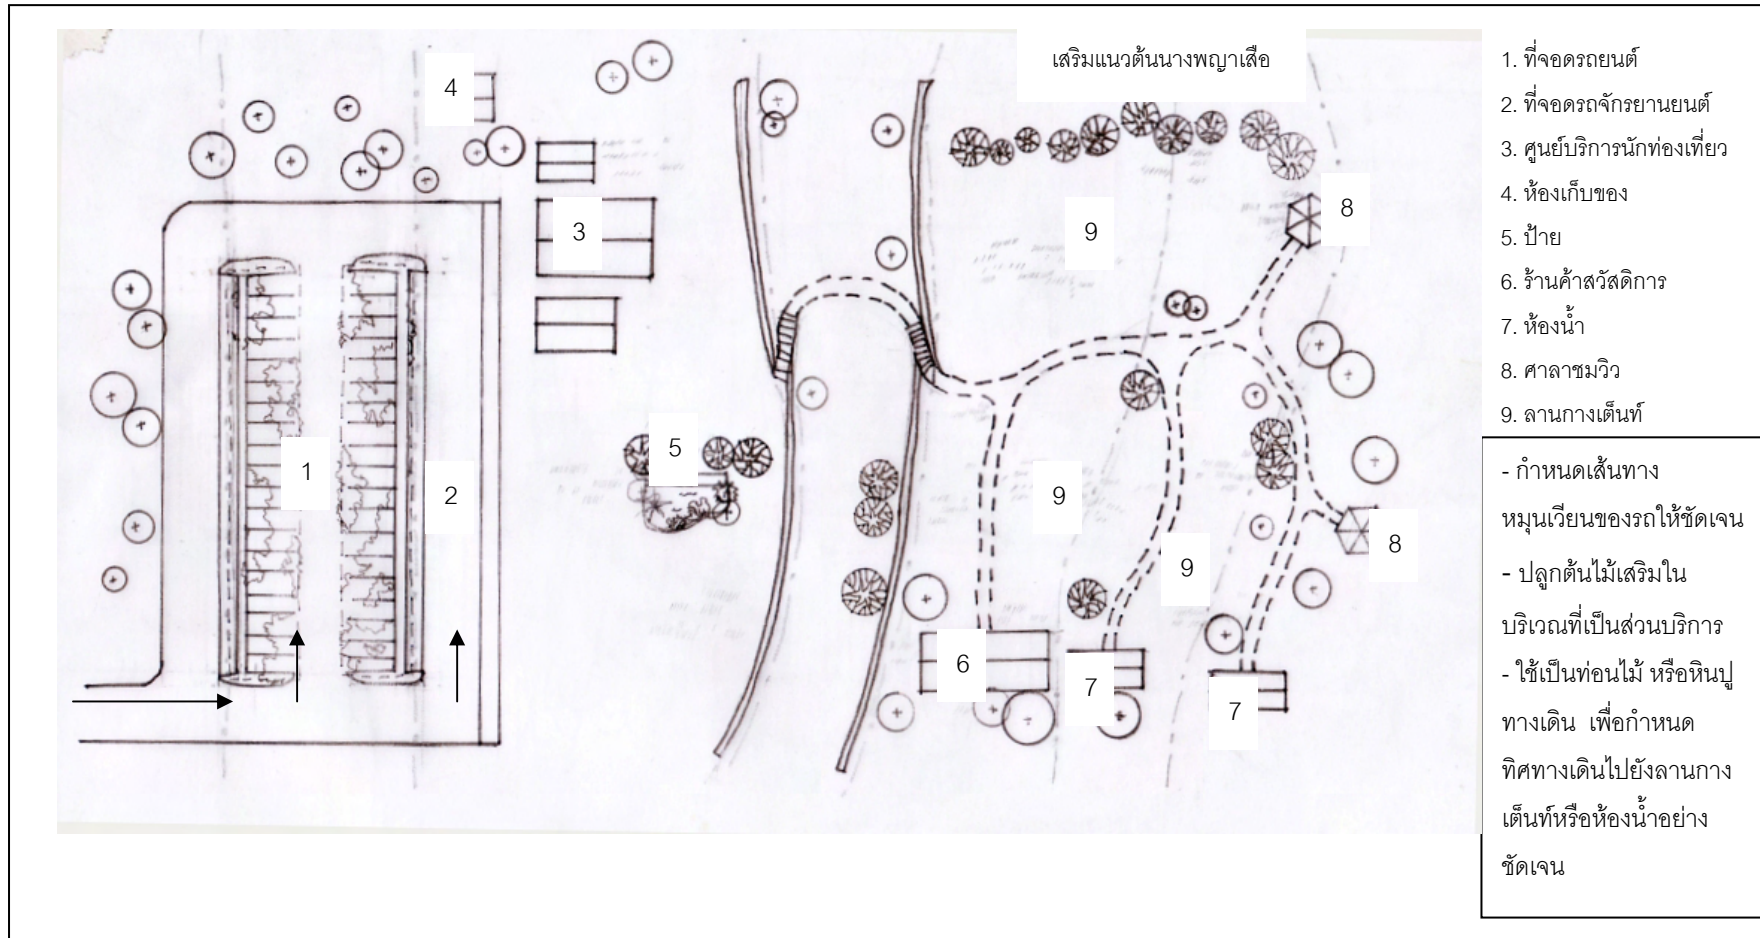 เสริมแนวต้นนางพญาเสือ
4
3
9
8
5
1
2
9
9
8
6
7
7
1. ที่จอดรถยนต์
2. ที่จอดรถจักรยานยนต์
3. ศูนย์บริการนักท่องเที่ยว
4. ห้องเก็บของ
5. ป้าย
6. ร้านค้าสวัสดิการ
7. ห้องน้ำ
8. ศาลาชมวิว
9. ลานกางเต็นท์
- กำหนดเส้นทาง
หมุนเวียนของรถให้ชัดเจน
- ปลูกต้นไม้เสริมใน
บริเวณที่เป็นส่วนบริการ
- ใช้เป็นท่อนไม้ หรือหินปู
ทางเดิน เพื่อกำหนด
ทิศทางเดินไปยังลานกาง
เต็นท์หรือห้องน้ำอย่าง
ชัดเจน